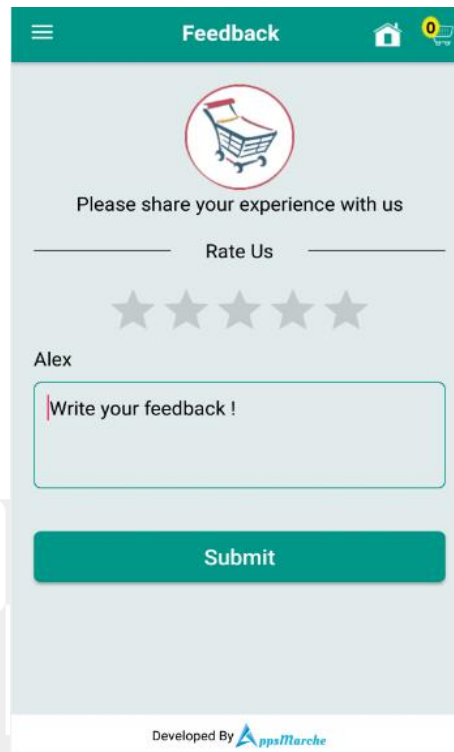 Feedback
0
Please share your experience with us
Rate Us
Alex
Write your feedback !
Submit
Developed By AppsMarche